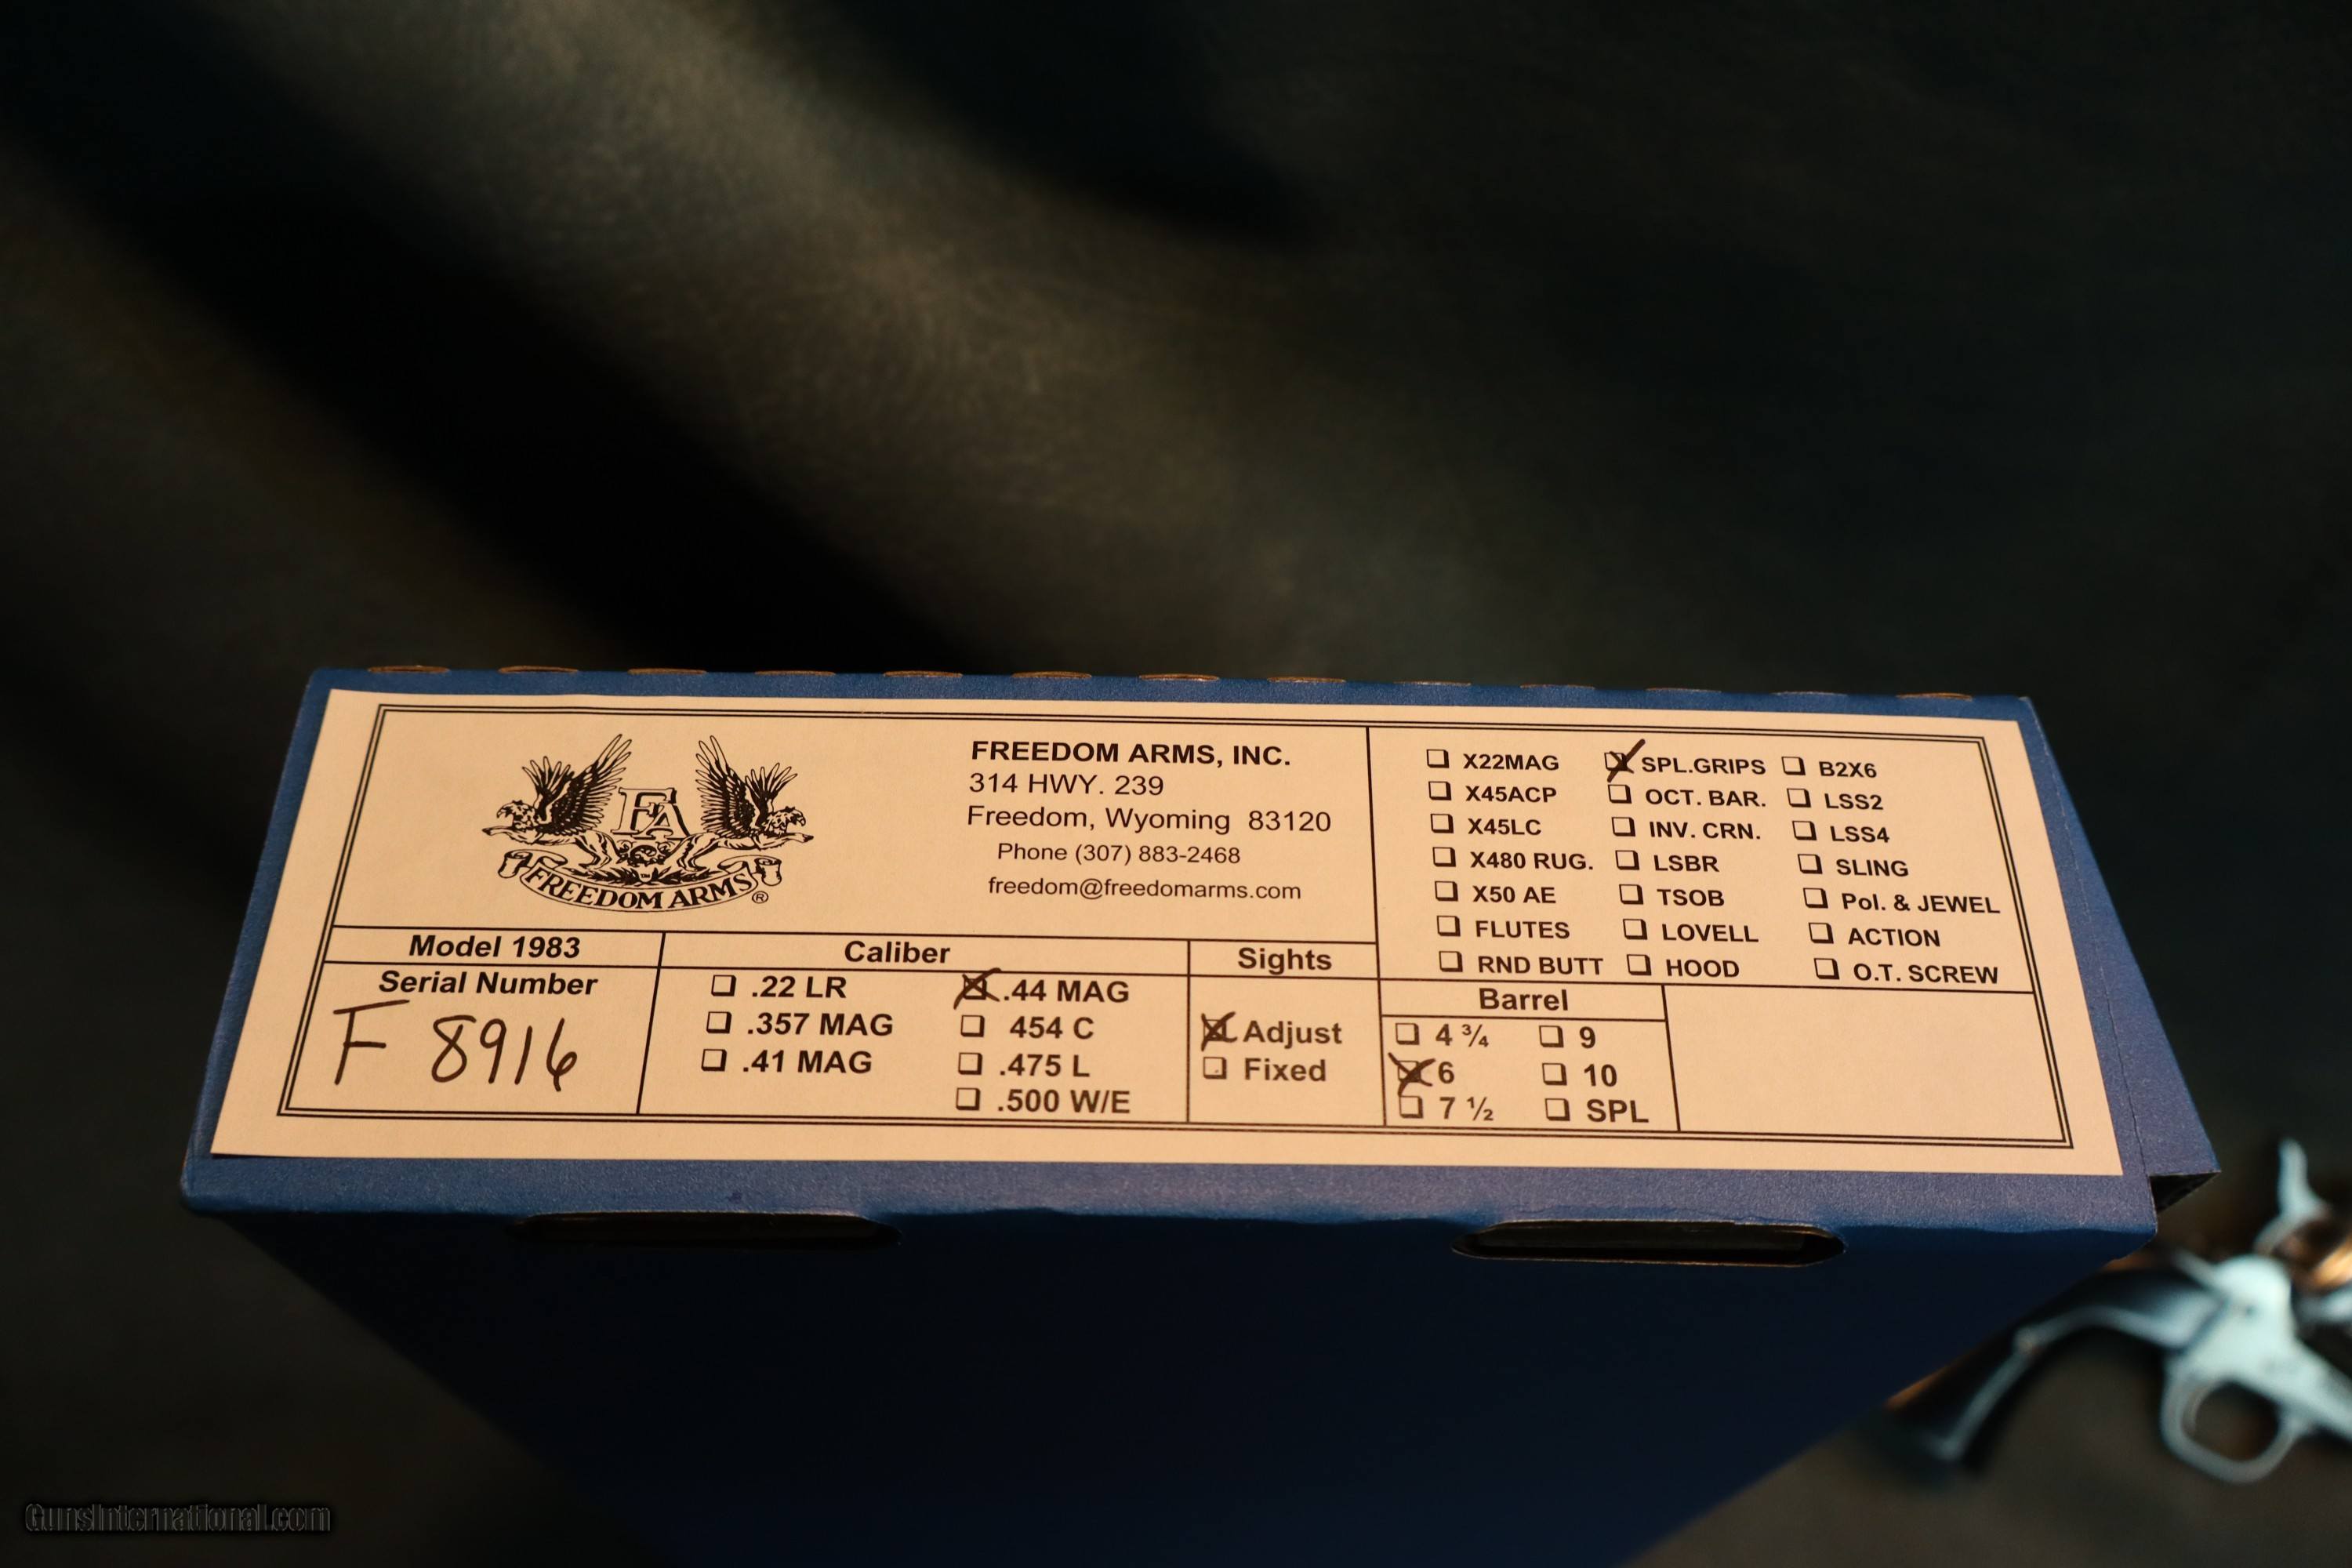 FREEDOM ARMS, INC.
314 HWY. 239
Freedom, Wyoming 83120
Phone (307) 883-2468
freedom@freedomarms.com
FA
TM
FREEDOM ARMS ®
❑ X22MAG ☒ SPL.GRIPS ❑ B2X6
❑ X45ACP ❑ OCT. BAR. ❑ LSS2
❑ X45LC ❑ INV. CRN. ❑ LSS4
❑ X480 RUG. ❑ LSBR ❑ SLING
❑ X50 AE ❑ TSOB ❑ Pol. & JEWEL
❑ FLUTES ❑ LOVELL ❑ ACTION
❑ RND BUTT ❑ HOOD ❑ O.T. SCREW
Model 1983
Serial Number
F 8916
Caliber
❑ .22 LR ☒ .44 MAG
❑ .357 MAG ❑ 454 C
❑ .41 MAG ❑ .475 L
❑ .500 W/E
Sights
☒ Adjust
❑ Fixed
Barrel
❑ 4 ¾ ❑ 9
☒ 6 ❑ 10
❑ 7 ½ ❑ SPL
GunsInternational.com